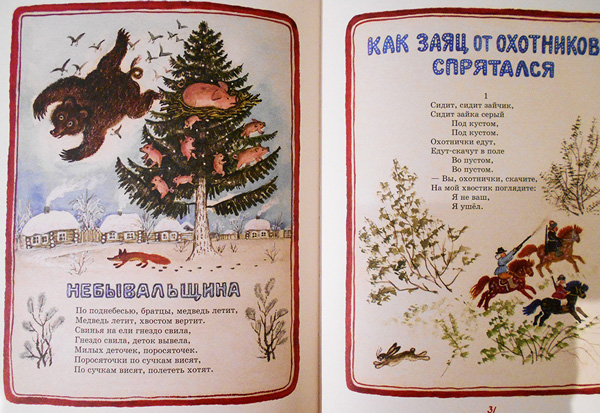 НЕБЫВАЛЬЩИНА
По поднебесью, братцы, медведь летит,
Медведь летит, хвостом вертит.
Свинья на ели гнездо свила,
Гнездо свила, деток вывела,
Милых деточек, поросяточек.
Поросяточки по сучкам висят,
По сучкам висят, полететь хотят.
КАК ЗАЯЦ ОТ ОХОТНИКОВ
СПРЯТАЛСЯ
1
Сидит, сидит зайчик,
Сидит зайка серый
Под кустом,
Под кустом.
Охотнички едут,
Едут-скачут в поле
Во пустом,
Во пустом.
— Вы, охотнички, скачите,
На мой хвостик поглядите:
Я не ваш,
Я ушёл.
31